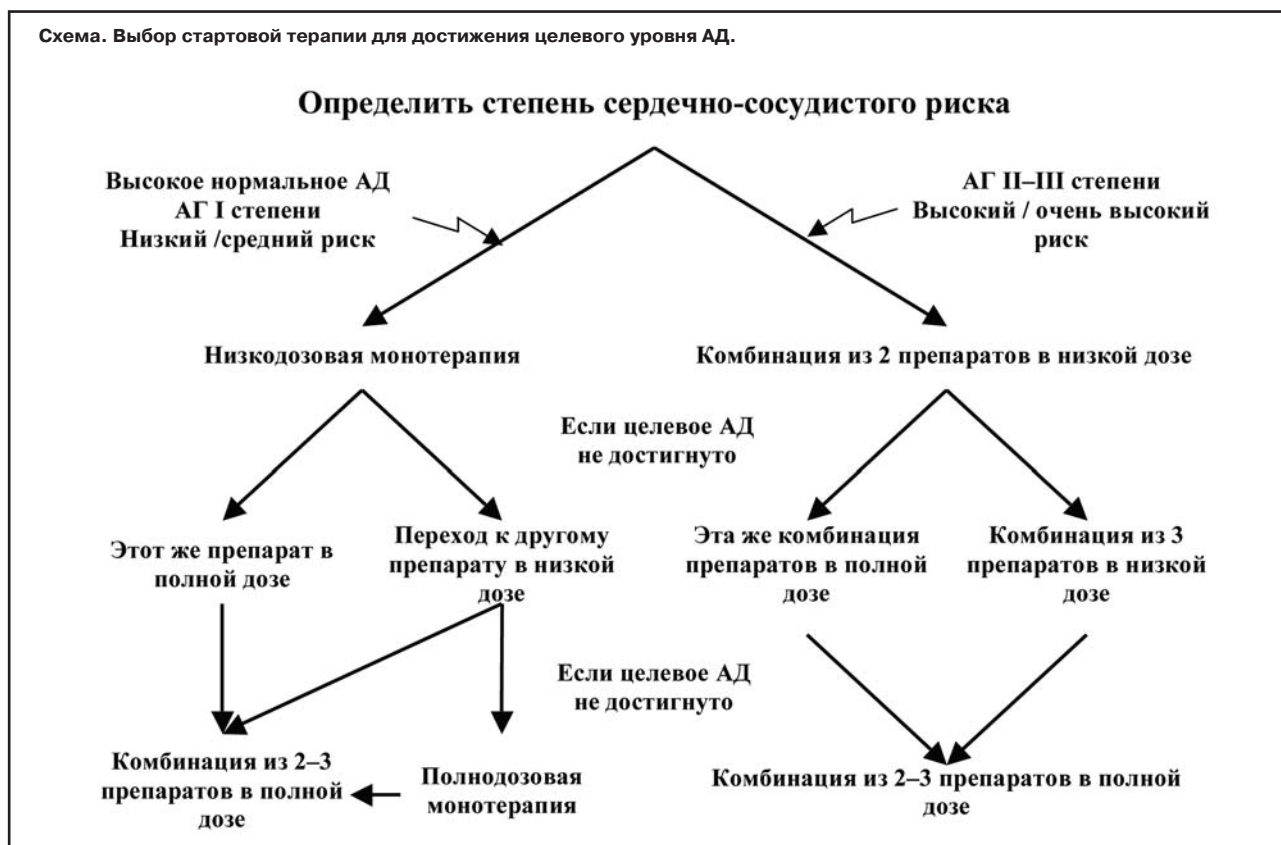 Схема. Выбор стартовой терапии для достижения целевого уровня АД.
Определить степень сердечно-сосудистого риска
Высокое нормальное АД
АГ I степени
Низкий /средний риск
АГ II–III степени
Высокий / очень высокий
риск
Низкодозовая монотерапия
Комбинация из 2 препаратов в низкой дозе
Если целевое АД
не достигнуто
Этот же препарат в
полной дозе
Переход к другому
препарату в низкой
дозе
Эта же комбинация
препаратов в полной
дозе
Комбинация из 3
препаратов в низкой
дозе
Если целевое АД
не достигнуто
Комбинация из 2–3
препаратов в полной
дозе
Полнодозовая
монотерапия
Комбинация из 2–3 препаратов в полной
дозе